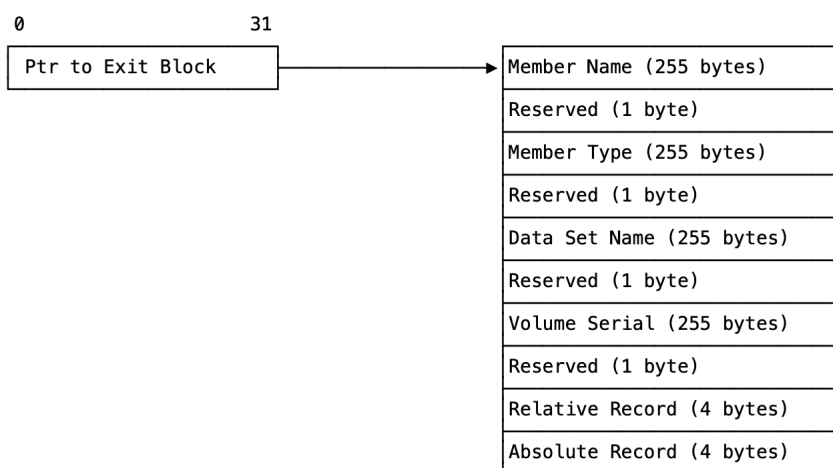 0 31
Ptr to Exit Block
Member Name (255 bytes)
Reserved (1 byte)
Member Type (255 bytes)
Reserved (1 byte)
Data Set Name (255 bytes)
Reserved (1 byte)
Volume Serial (255 bytes)
Reserved (1 byte)
Relative Record (4 bytes)
Absolute Record (4 bytes)